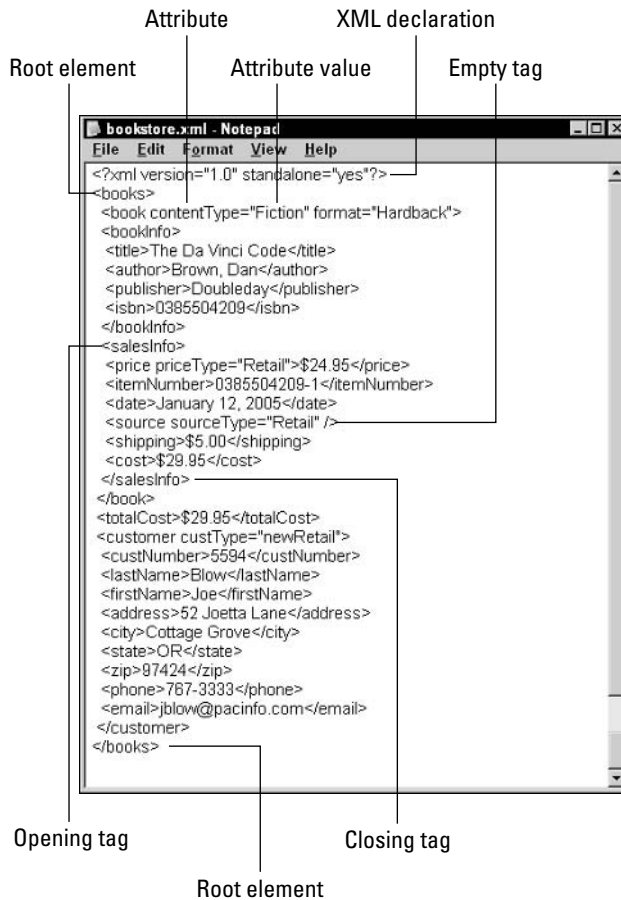 Attribute XML declaration
Root element Attribute value Empty tag
bookstore.xml - Notepad
File Edit Format View Help
<?xml version="1.0" standalone="yes"?>
<books>
<book contentType="Fiction" format="Hardback">
<bookInfo>
<title>The Da Vinci Code</title>
<author>Brown, Dan</author>
<publisher>Doubleday</publisher>
<isbn>0385504209</isbn>
</bookInfo>
<salesInfo>
<price priceType="Retail">$24.95</price>
<itemNumber>0385504209-1</itemNumber>
<date>January 12, 2005</date>
<source sourceType="Retail" />
<shipping>$5.00</shipping>
<cost>$29.95</cost>
</salesInfo>
</book>
<totalCost>$29.95</totalCost>
<customer custType="newRetail">
<custNumber>5594</custNumber>
<lastName>Blow</lastName>
<firstName>Joe</firstName>
<address>52 Joetta Lane</address>
<city>Cottage Grove</city>
<state>OR</state>
<zip>97424</zip>
<phone>767-3333</phone>
<email>jblow@pacinfo.com</email>
</customer>
</books>
Opening tag Closing tag
Root element